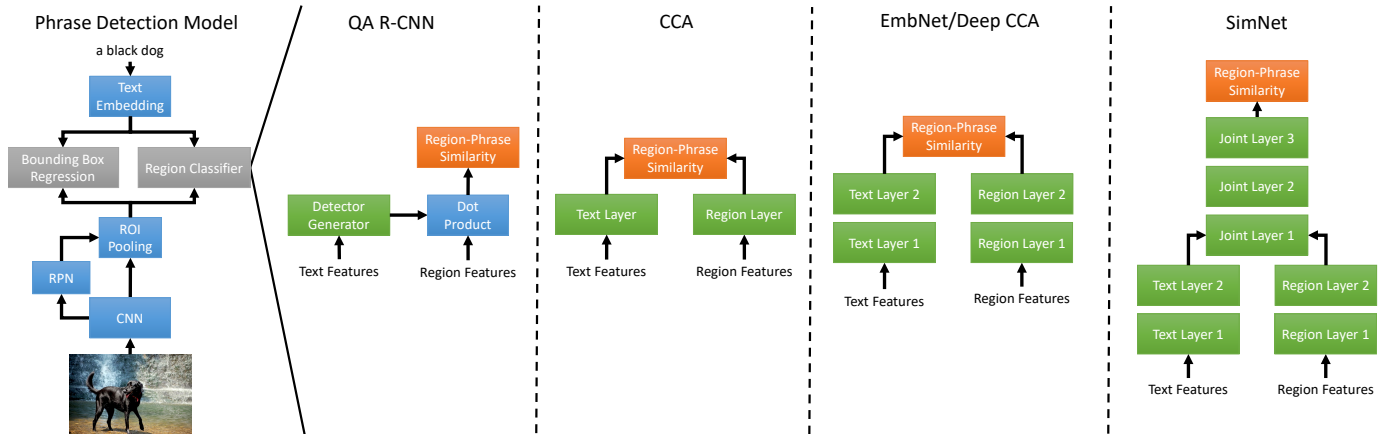 Phrase Detection Model
a black dog
Text
Embedding
Bounding Box
Regression
Region Classifier
ROI
Pooling
RPN
CNN
QA R-CNN
Region-Phrase
Similarity
Detector
Generator
Dot
Product
Text Features
Region Features
CCA
Region-Phrase
Similarity
Text Layer
Region Layer
Text Features
Region Features
EmbNet/Deep CCA
Region-Phrase
Similarity
Text Layer 2
Region Layer 2
Text Layer 1
Region Layer 1
Text Features
Region Features
SimNet
Region-Phrase
Similarity
Joint Layer 3
Joint Layer 2
Joint Layer 1
Text Layer 2
Region Layer 2
Text Layer 1
Region Layer 1
Text Features
Region Features